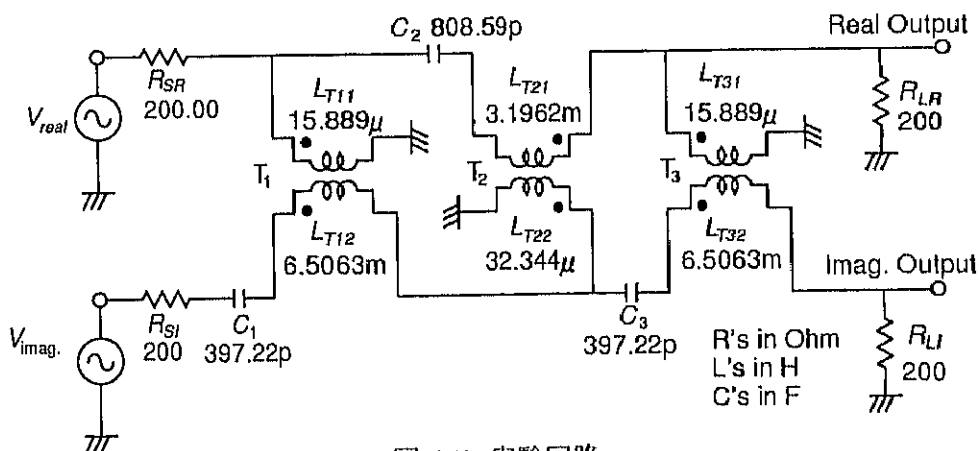 C2 808.59p
Real Output
RSR
200.00
Vreal
LT11
15.889μ
LT21
3.1962m
LT31
15.889μ
RLR
200
T1
T2
T3
LT12
6.5063m
LT22
32.344μ
LT32
6.5063m
Imag. Output
Vimag.
RSI
200
C1
397.22p
C3
397.22p
R's in Ohm
L's in H
C's in F
RLI
200